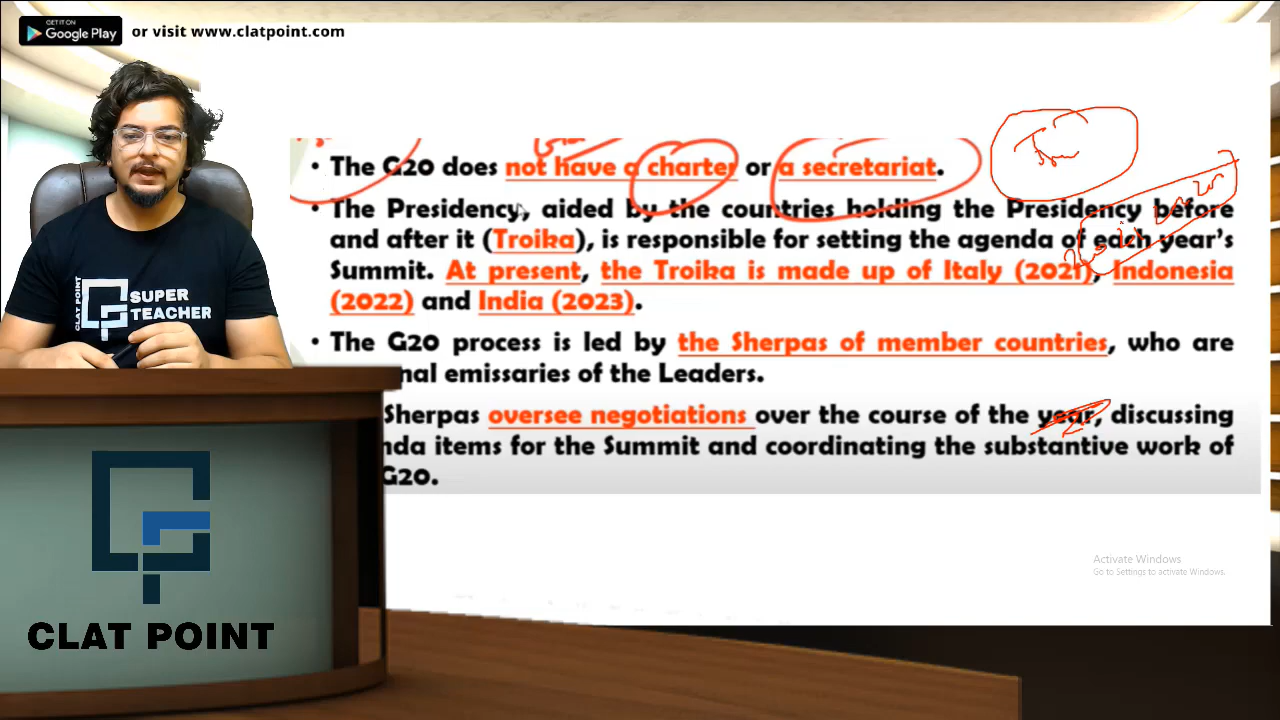 GET IT ON
Google Play
or visit www.clatpoint.com
• The G20 does not have a charter or a secretariat.
• The Presidency, aided by the countries holding the Presidency before
and after it (Troika), is responsible for setting the agenda of each year's
Summit. At present, the Troika is made up of Italy (2021), Indonesia
(2022) and India (2023).
• The G20 process is led by the Sherpas of member countries, who are
nal emissaries of the Leaders.
Sherpas oversee negotiations over the course of the year, discussing
nda items for the Summit and coordinating the substantive work of
G20.
CLAT POINT
SUPER
TEACHER
CLAT POINT
Activate Windows
Go to Settings to activate Windows.